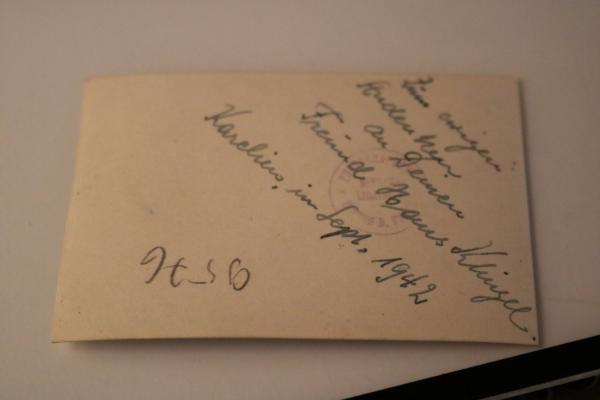 Zum ewigen
Andenken
an Deinen
Freund Hans
Karelien, im Sept. 1942